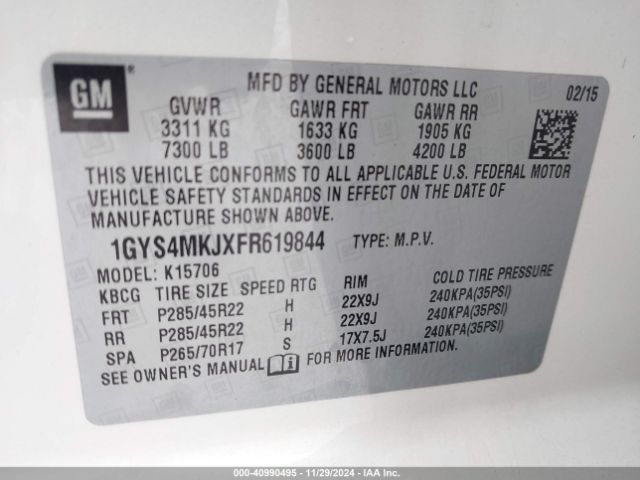 GM
MFD BY GENERAL MOTORS LLC
02/15
GVWR GAWR FRT GAWR RR
3311 KG 1633 KG 1905 KG
7300 LB 3600 LB 4200 LB
THIS VEHICLE CONFORMS TO ALL APPLICABLE U.S. FEDERAL MOTOR
VEHICLE SAFETY STANDARDS IN EFFECT ON THE DATE OF
MANUFACTURE SHOWN ABOVE.
1GYS4MKJXFR619844 TYPE: M.P.V.
MODEL: K15706
KBCG TIRE SIZE SPEED RTG RIM COLD TIRE PRESSURE
FRT P285/45R22 H 22X9J 240KPA(35PSI)
RR P285/45R22 H 22X9J 240KPA(35PSI)
SPA P265/70R17 S 17X7.5J 240KPA(35PSI)
SEE OWNER'S MANUAL FOR MORE INFORMATION.
000-40990495 - 11/29/2024 - IAA Inc.